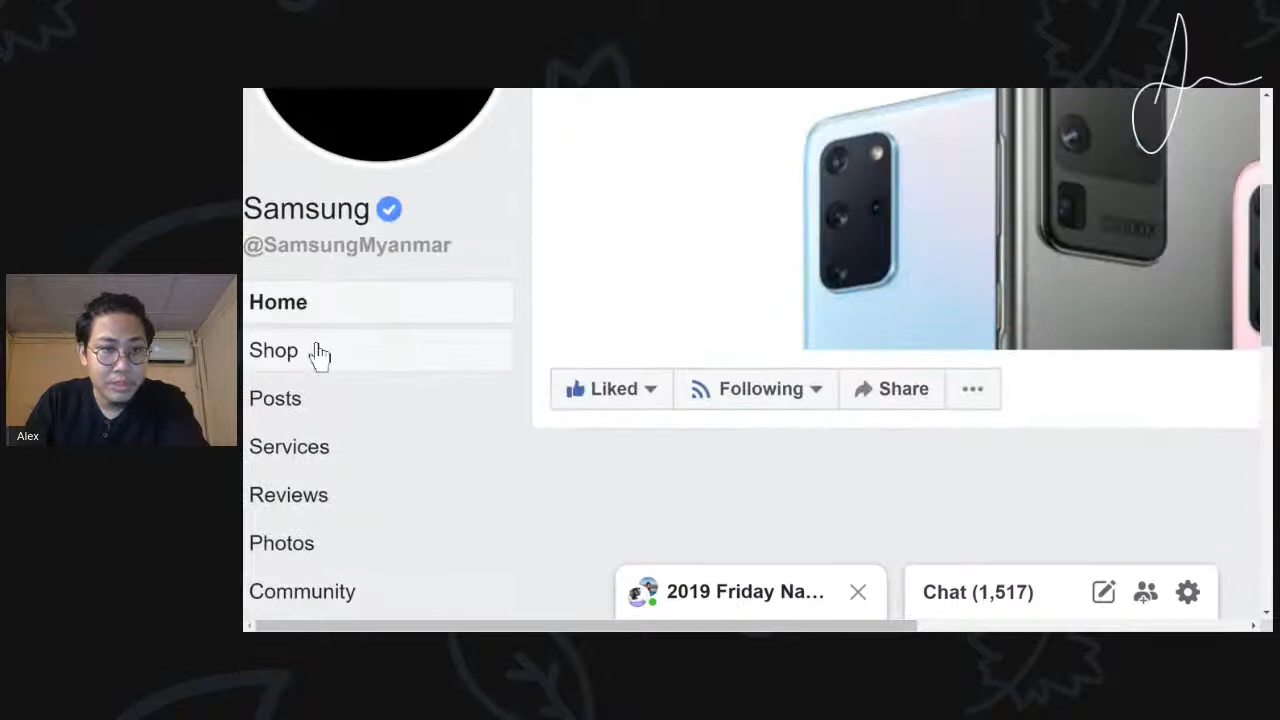 Samsung
@SamsungMyanmar
Home
Shop
Posts
Services
Reviews
Photos
Community
Liked
Following
Share
2019 Friday Na...
Chat (1,517)
Alex